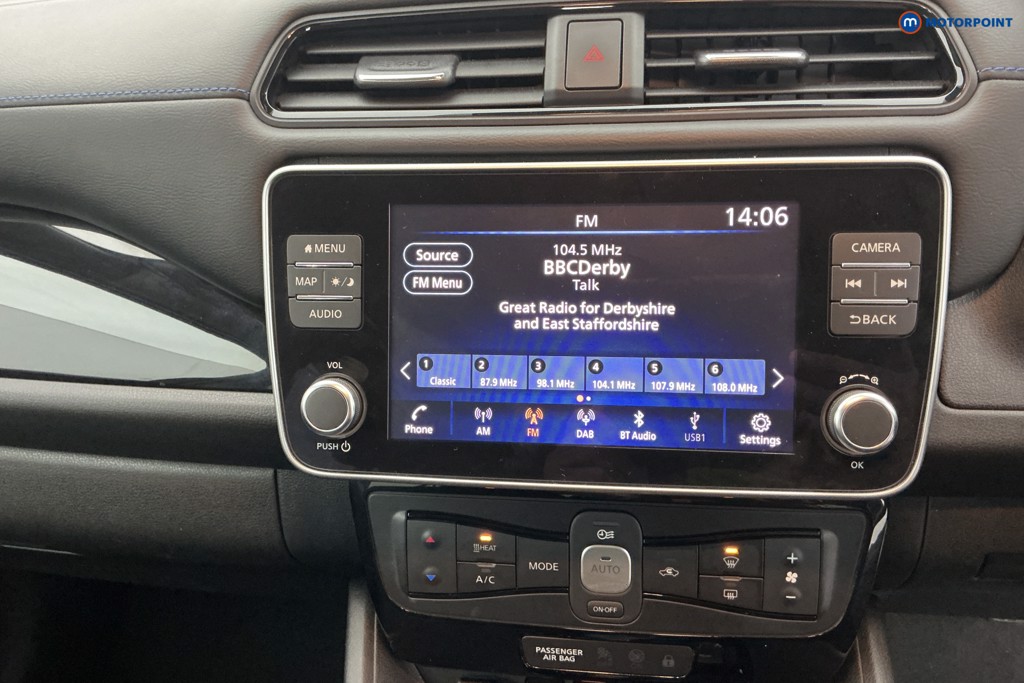 MOTORPOINT
MENU
MAP
AUDIO
VOL
PUSH
FM
14:06
Source
FM Menu
104.5 MHz
BBCDerby
Talk
Great Radio for Derbyshire
and East Staffordshire
1 2 3 4 5 6
Classic 87.9 MHz 98.1 MHz 104.1 MHz 107.9 MHz 108.0 MHz
Phone AM FM DAB BT Audio USB1 Settings
CAMERA
BACK
OK
HEAT
A/C
MODE
AUTO
ON·OFF
PASSENGER
AIR BAG